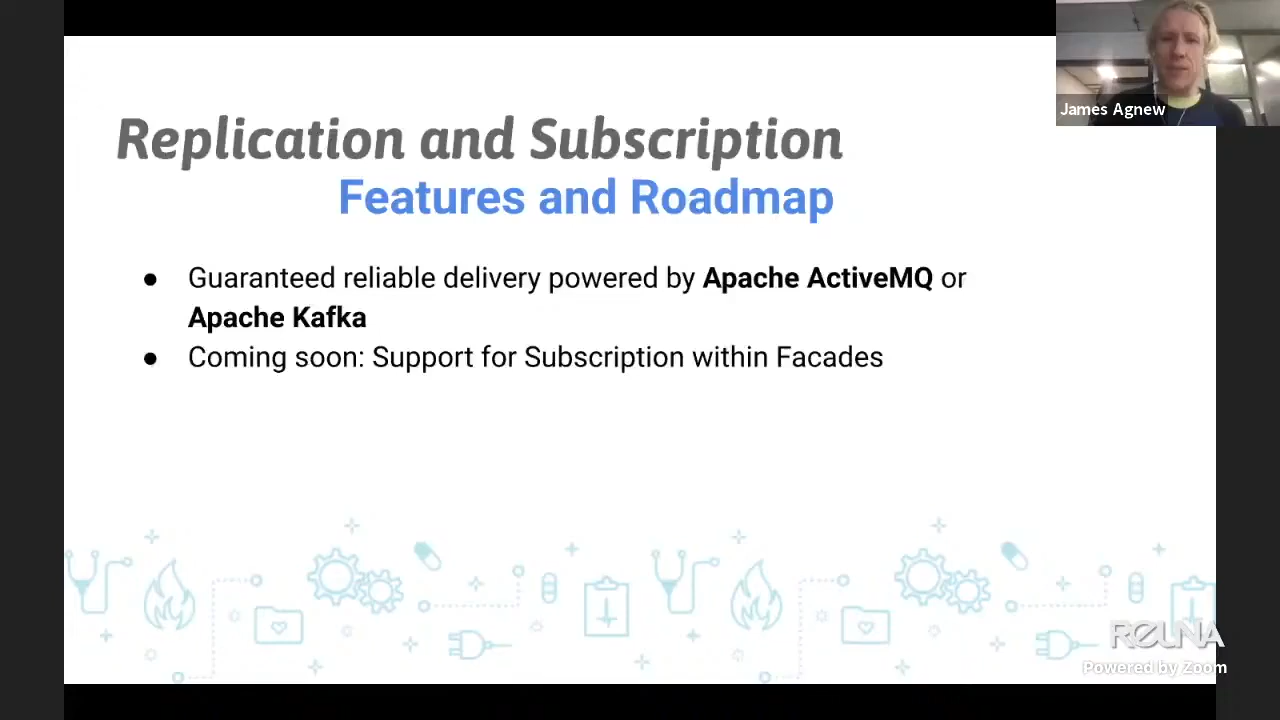 James Agnew
Replication and Subscription
Features and Roadmap
● Guaranteed reliable delivery powered by Apache ActiveMQ or
Apache Kafka
● Coming soon: Support for Subscription within Facades
REUNA
Powered by Zoom